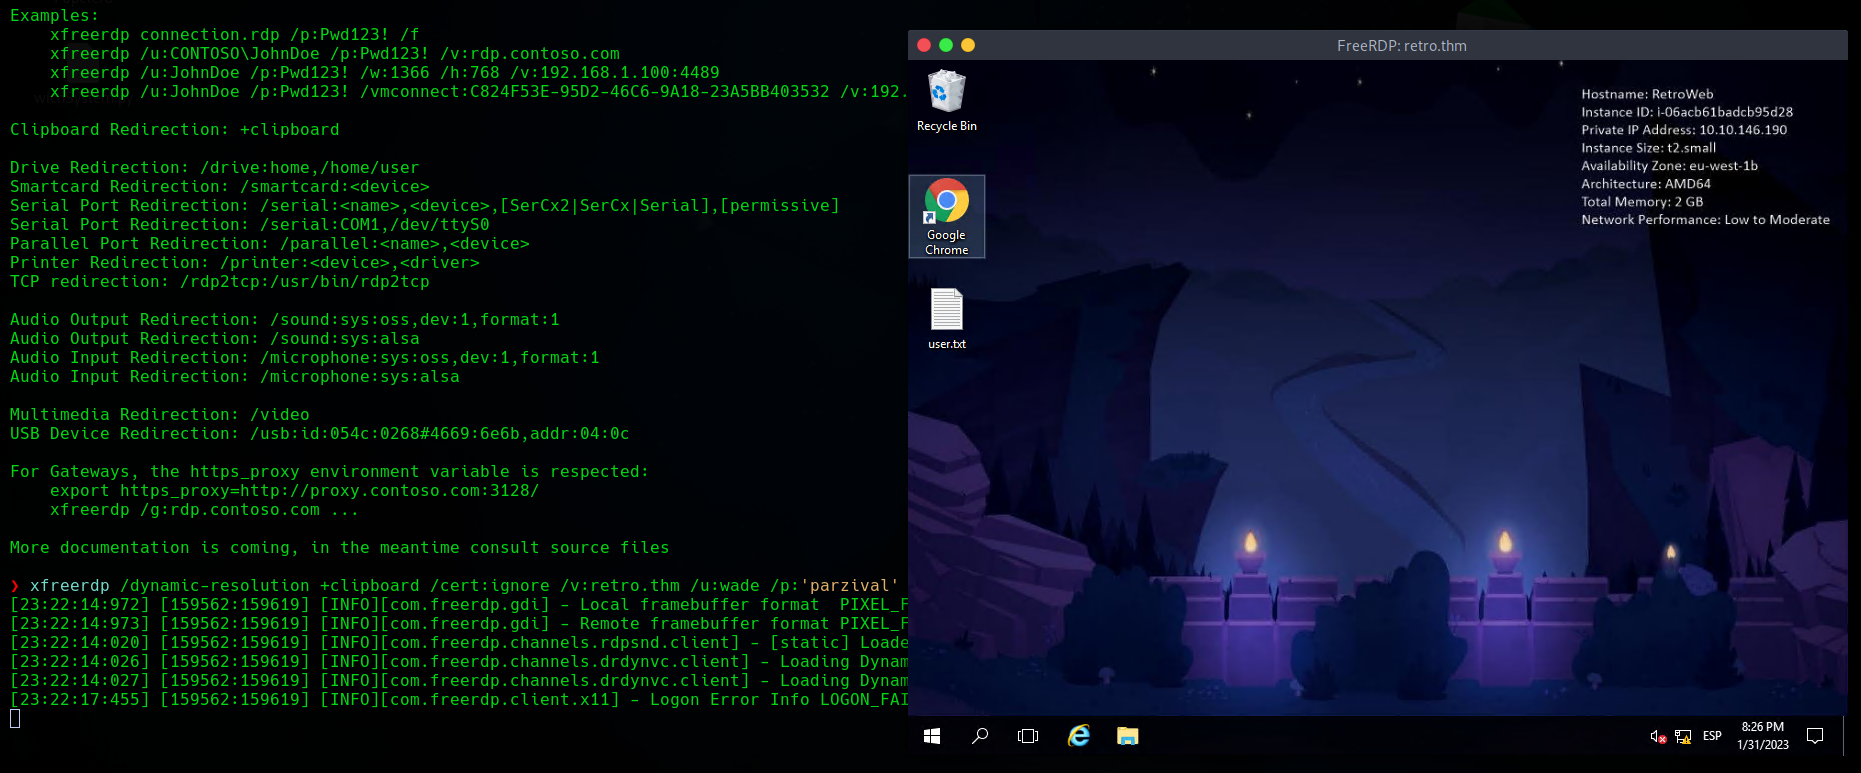 Examples:
xfreerdp connection.rdp /p:Pwd123! /f
xfreerdp /u:CONTOSO\JohnDoe /p:Pwd123! /v:rdp.contoso.com
xfreerdp /u:JohnDoe /p:Pwd123! /w:1366 /h:768 /v:192.168.1.100:4489
xfreerdp /u:JohnDoe /p:Pwd123! /vmconnect:C824F53E-95D2-46C6-9A18-23A5BB403532 /v:192.
Clipboard Redirection: +clipboard
Drive Redirection: /drive:home,/home/user
Smartcard Redirection: /smartcard:<device>
Serial Port Redirection: /serial:<name>,<device>,[SerCx2|SerCx|Serial],[permissive]
Serial Port Redirection: /serial:COM1,/dev/ttyS0
Parallel Port Redirection: /parallel:<name>,<device>
Printer Redirection: /printer:<device>,<driver>
TCP redirection: /rdp2tcp:/usr/bin/rdp2tcp
Audio Output Redirection: /sound:sys:oss,dev:1,format:1
Audio Output Redirection: /sound:sys:alsa
Audio Input Redirection: /microphone:sys:oss,dev:1,format:1
Audio Input Redirection: /microphone:sys:alsa
Multimedia Redirection: /video
USB Device Redirection: /usb:id:054c:0268#4669:6e6b,addr:04:0c
For Gateways, the https_proxy environment variable is respected:
export https_proxy=http://proxy.contoso.com:3128/
xfreerdp /g:rdp.contoso.com ...
More documentation is coming, in the meantime consult source files
❯ xfreerdp /dynamic-resolution +clipboard /cert:ignore /v:retro.thm /u:wade /p:'parzival'
[23:22:14:972] [159562:159619] [INFO][com.freerdp.gdi] - Local framebuffer format  PIXEL_F
[23:22:14:973] [159562:159619] [INFO][com.freerdp.gdi] - Remote framebuffer format PIXEL_F
[23:22:14:020] [159562:159619] [INFO][com.freerdp.channels.rdpsnd.client] - [static] Loade
[23:22:14:026] [159562:159619] [INFO][com.freerdp.channels.drdynvc.client] - Loading Dynam
[23:22:14:027] [159562:159619] [INFO][com.freerdp.channels.drdynvc.client] - Loading Dynam
[23:22:17:455] [159562:159619] [INFO][com.freerdp.client.x11] - Logon Error Info LOGON_FAI
FreeRDP: retro.thm
Recycle Bin
Google
Chrome
user.txt
Hostname: RetroWeb
Instance ID: i-06acb61badcb95d28
Private IP Address: 10.10.146.190
Instance Size: t2.small
Availability Zone: eu-west-1b
Architecture: AMD64
Total Memory: 2 GB
Network Performance: Low to Moderate
ESP
8:26 PM
1/31/2023